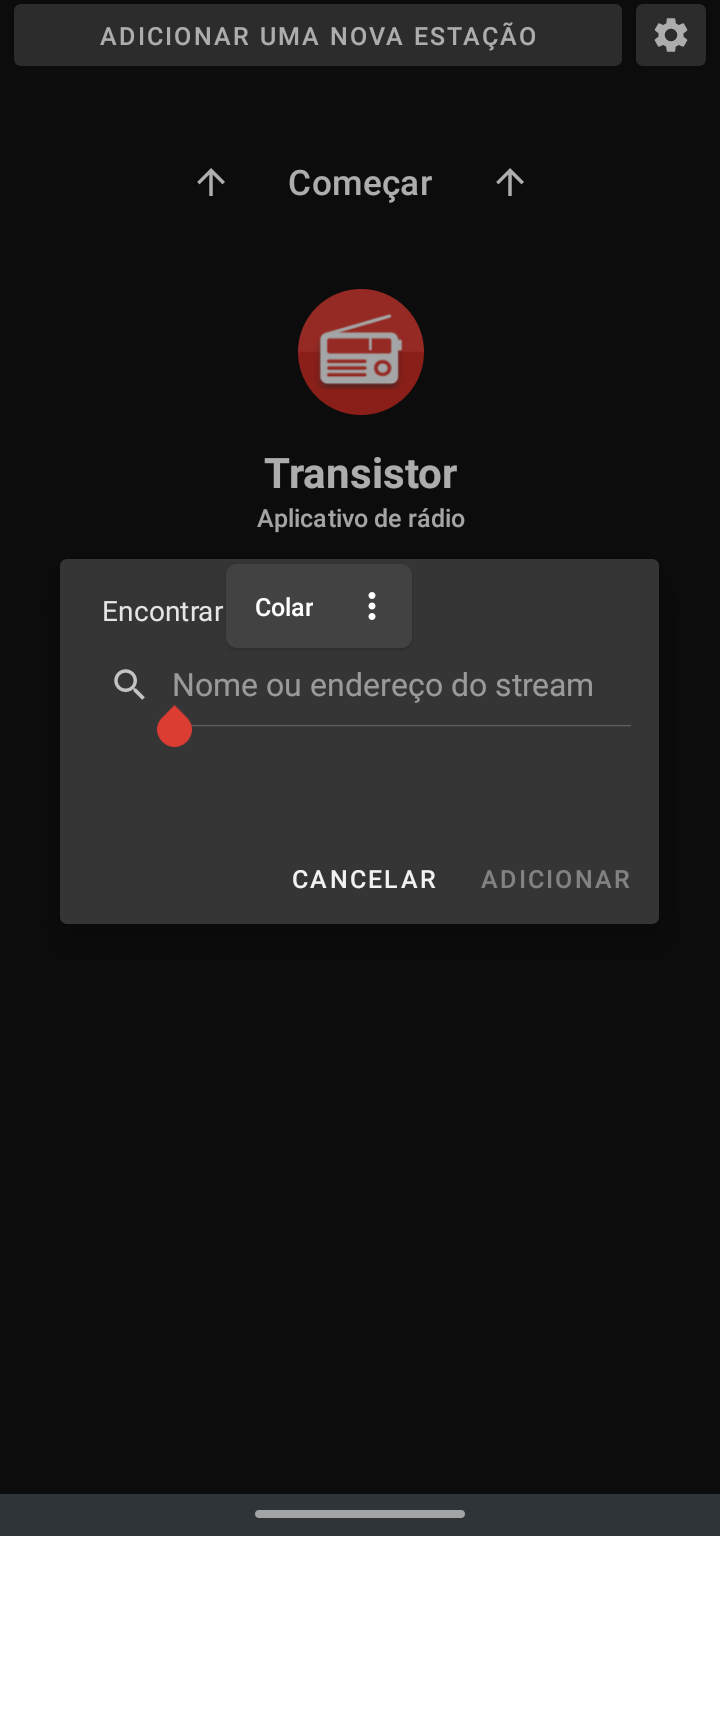 ADICIONAR UMA NOVA ESTAÇÃO
Começar
Transistor
Aplicativo de rádio
Encontrar
Colar
Nome ou endereço do stream
CANCELAR
ADICIONAR